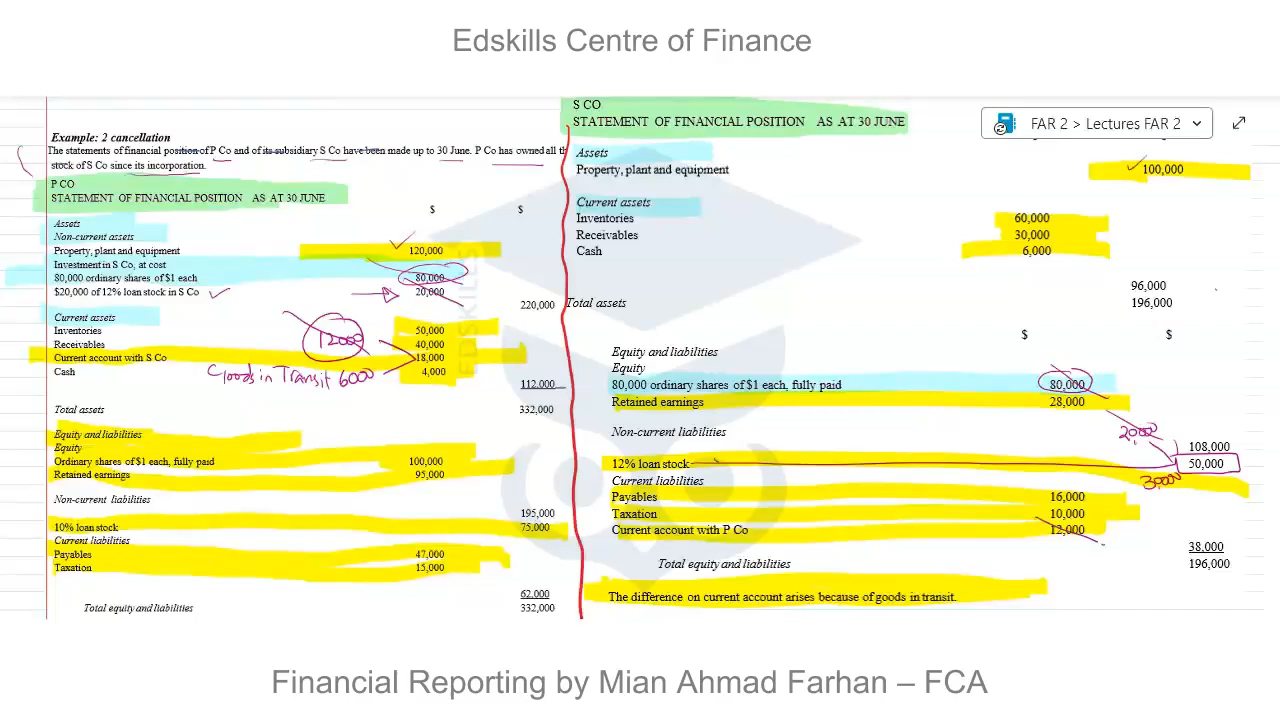 Edskills Centre of Finance
Example: 2 cancellation
The statements of financial position of P Co and of its subsidiary S Co have been made up to 30 June. P Co has owned all th
stock of S Co since its incorporation.
P CO
STATEMENT OF FINANCIAL POSITION AS AT 30 JUNE
$ $
Assets
Non-current assets
Property, plant and equipment 120,000
Investment in S Co, at cost
80,000 ordinary shares of $1 each 80,000
$20,000 of 12% loan stock in S Co 20,000
220,000
Current assets
Inventories 50,000
Receivables 40,000
12000
Current account with S Co 18,000
Goods in Transit 6000
Cash 4,000
112,000
Total assets 332,000
Equity and liabilities
Equity
Ordinary shares of $1 each, fully paid 100,000
Retained earnings 95,000
Non-current liabilities
195,000
10% loan stock 75,000
Current liabilities
Payables 47,000
Taxation 15,000
62,000
Total equity and liabilities 332,000
S CO
STATEMENT OF FINANCIAL POSITION AS AT 30 JUNE
FAR 2 > Lectures FAR 2
Assets
Property, plant and equipment 100,000
Current assets
Inventories 60,000
Receivables 30,000
Cash 6,000
96,000
Total assets 196,000
$ $
Equity and liabilities
Equity
80,000 ordinary shares of $1 each, fully paid 80,000
Retained earnings 28,000
Non-current liabilities
108,000
12% loan stock 50,000
Current liabilities
Payables 16,000
Taxation 10,000
Current account with P Co 12,000
38,000
Total equity and liabilities 196,000
The difference on current account arises because of goods in transit.
EDSKILLS
Financial Reporting by Mian Ahmad Farhan – FCA